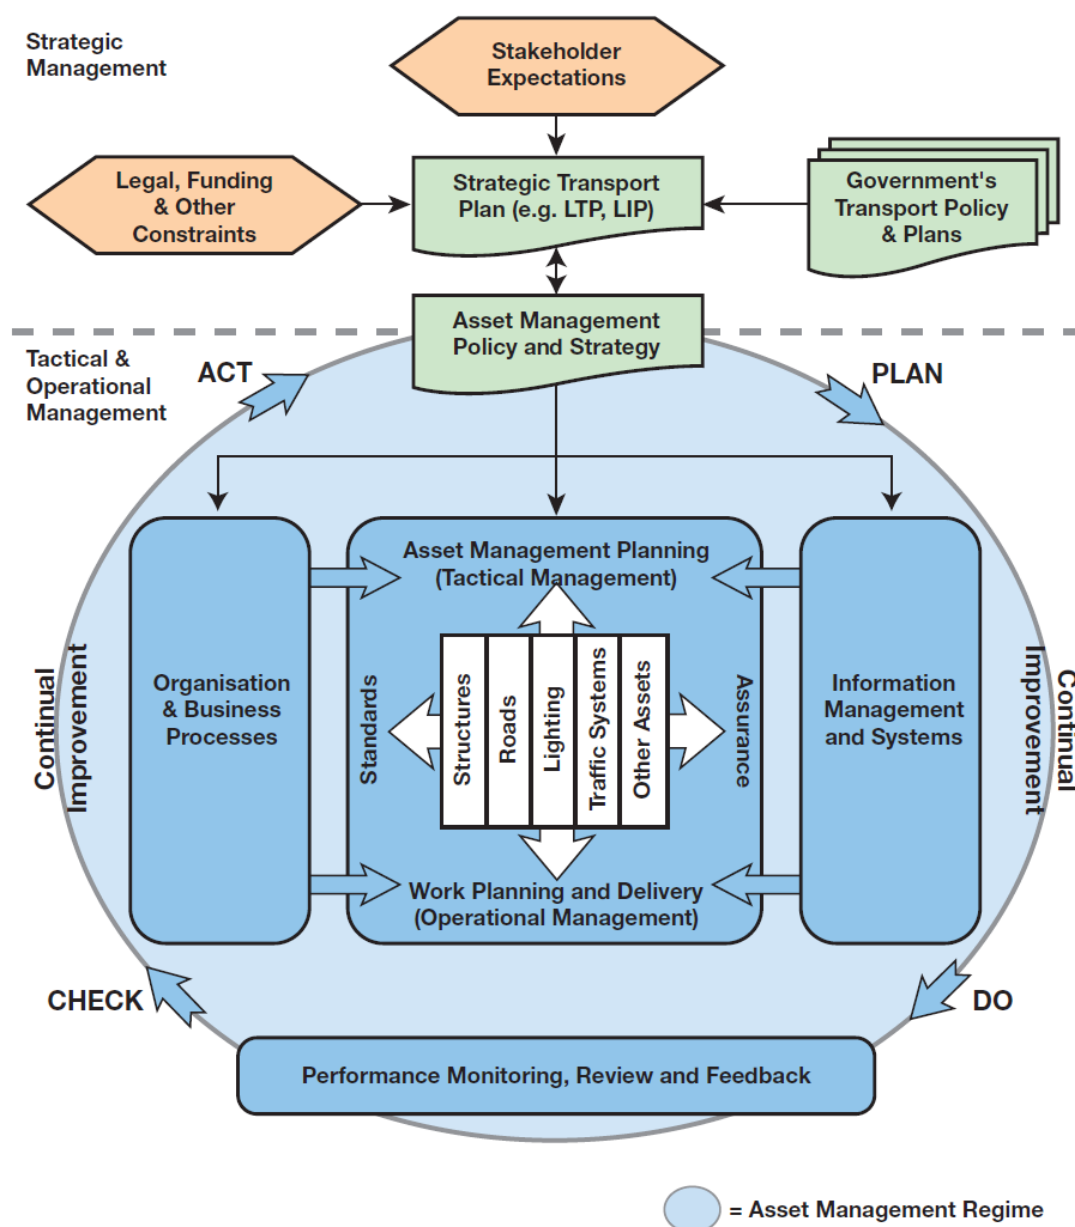 Strategic
Management
Stakeholder
Expectations
Legal, Funding
& Other
Constraints
Strategic Transport
Plan (e.g. LTP, LIP)
Government's
Transport Policy
& Plans
Asset Management
Policy and Strategy
Tactical &
Operational
Management
ACT
PLAN
Continual
Improvement
Organisation
& Business
Processes
Asset Management Planning
(Tactical Management)
Standards
Structures
Roads
Lighting
Traffic Systems
Other Assets
Assurance
Work Planning and Delivery
(Operational Management)
Information
Management
and Systems
Continual
Improvement
CHECK
DO
Performance Monitoring, Review and Feedback
= Asset Management Regime